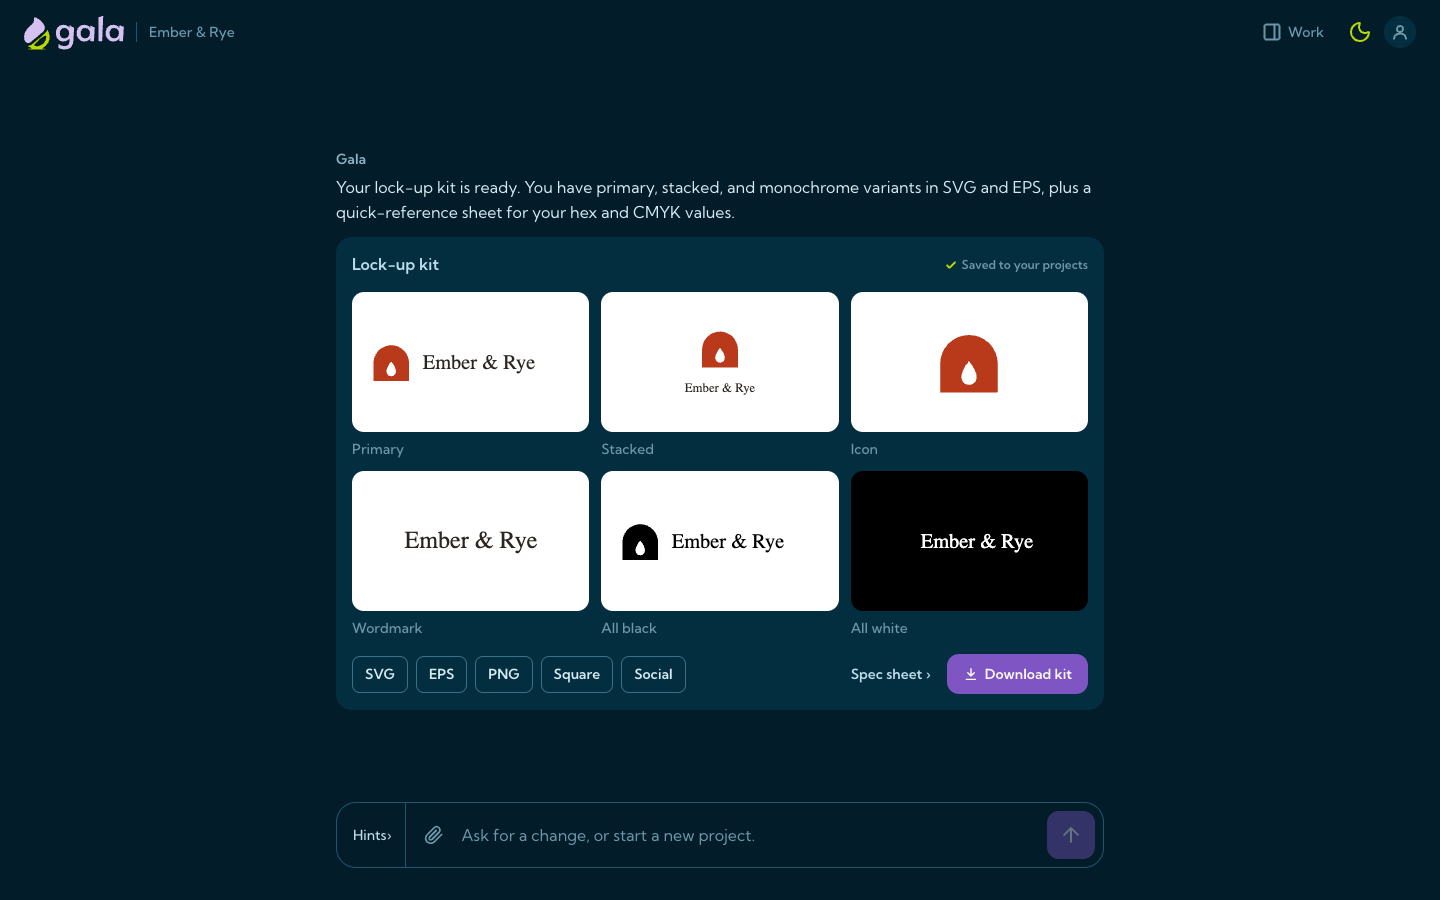 gala
Ember & Rye
Work
Gala
Your lock-up kit is ready. You have primary, stacked, and monochrome variants in SVG and EPS, plus a
quick-reference sheet for your hex and CMYK values.
Lock-up kit
Saved to your projects
Ember & Rye
Ember & Rye
Primary
Stacked
Icon
Ember & Rye
Ember & Rye
Ember & Rye
Wordmark
All black
All white
SVG
EPS
PNG
Square
Social
Spec sheet ›
Download kit
Hints›
Ask for a change, or start a new project.